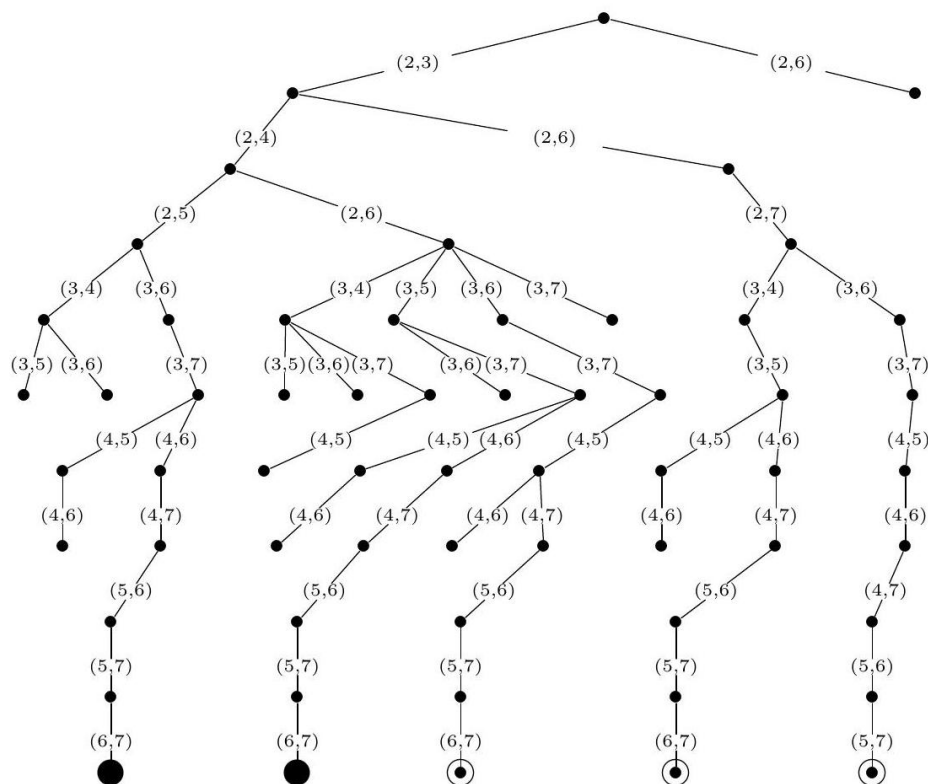 (2,3) (2,6)
(2,4) (2,6)
(2,5) (2,6) (2,7)
(3,4) (3,6) (3,4) (3,5) (3,6) (3,7) (3,4) (3,6)
(3,5) (3,6) (3,7) (3,5) (3,6) (3,7) (3,6) (3,7) (3,7) (3,5) (3,7)
(4,5) (4,6) (4,5) (4,5) (4,6) (4,5) (4,5) (4,6) (4,5)
(4,6) (4,7) (4,6) (4,7) (4,6) (4,7) (4,6) (4,7) (4,6)
(5,6) (5,6) (5,6) (5,6) (4,7)
(5,7) (5,7) (5,7) (5,7) (5,6)
(6,7) (6,7) (6,7) (6,7) (5,7)